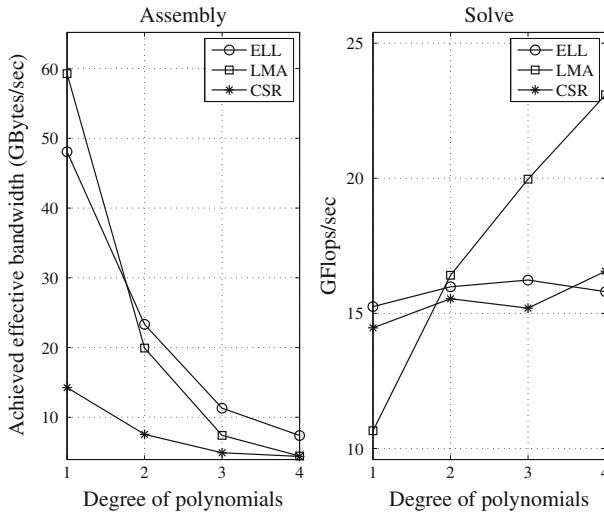 Assembly
Achieved effective bandwidth (GBytes/sec)
60
50
40
30
20
10
1 2 3 4
Degree of polynomials
ELL
LMA
CSR
Solve
GFlops/sec
25
20
15
10
1 2 3 4
Degree of polynomials
ELL
LMA
CSR